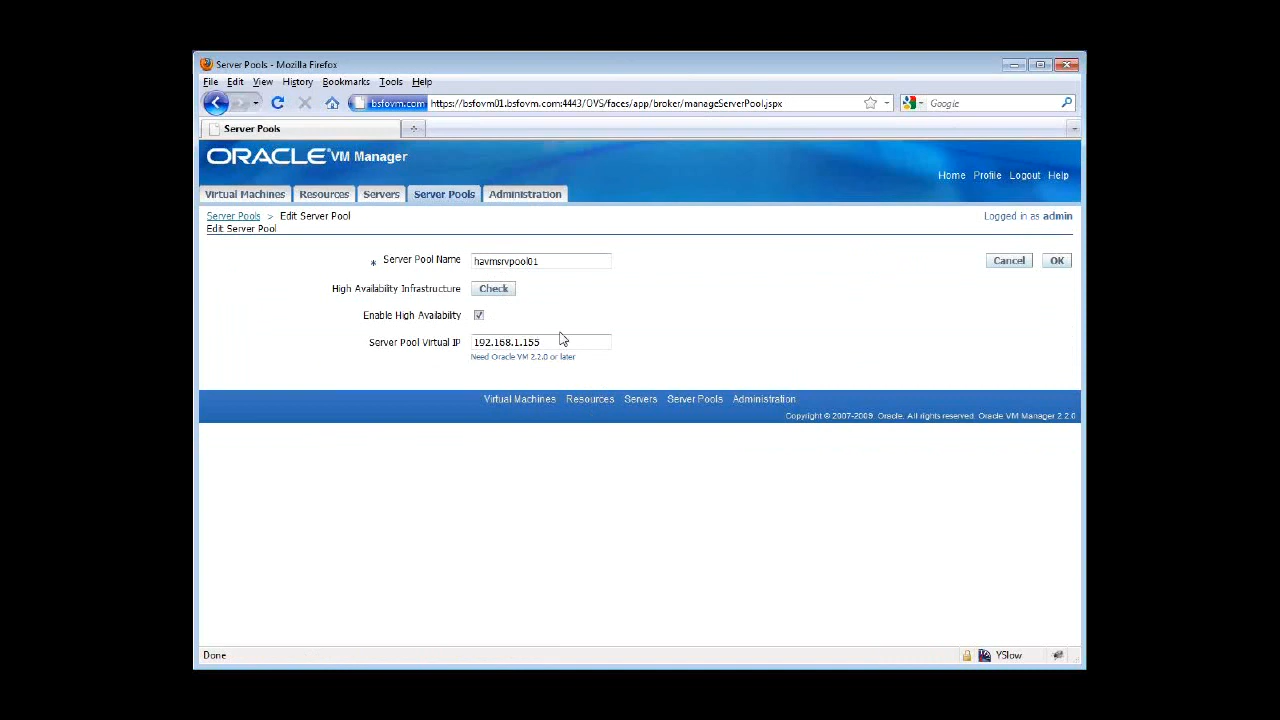 Server Pools - Mozilla Firefox
File Edit View History Bookmarks Tools Help
bsfovm.com https://bsfovm01.bsfovm.com:4443/OVS/faces/app/broker/manageServerPool.jspx Google
Server Pools
ORACLE VM Manager
Home Profile Logout Help
Virtual Machines Resources Servers Server Pools Administration
Server Pools > Edit Server Pool Logged in as admin
Edit Server Pool
* Server Pool Name havmsrvpool01 Cancel OK
High Availability Infrastructure Check
Enable High Availability
Server Pool Virtual IP 192.168.1.155
Need Oracle VM 2.2.0 or later
Virtual Machines Resources Servers Server Pools Administration
Copyright © 2007-2009, Oracle. All rights reserved. Oracle VM Manager 2.2.0
Done YSlow